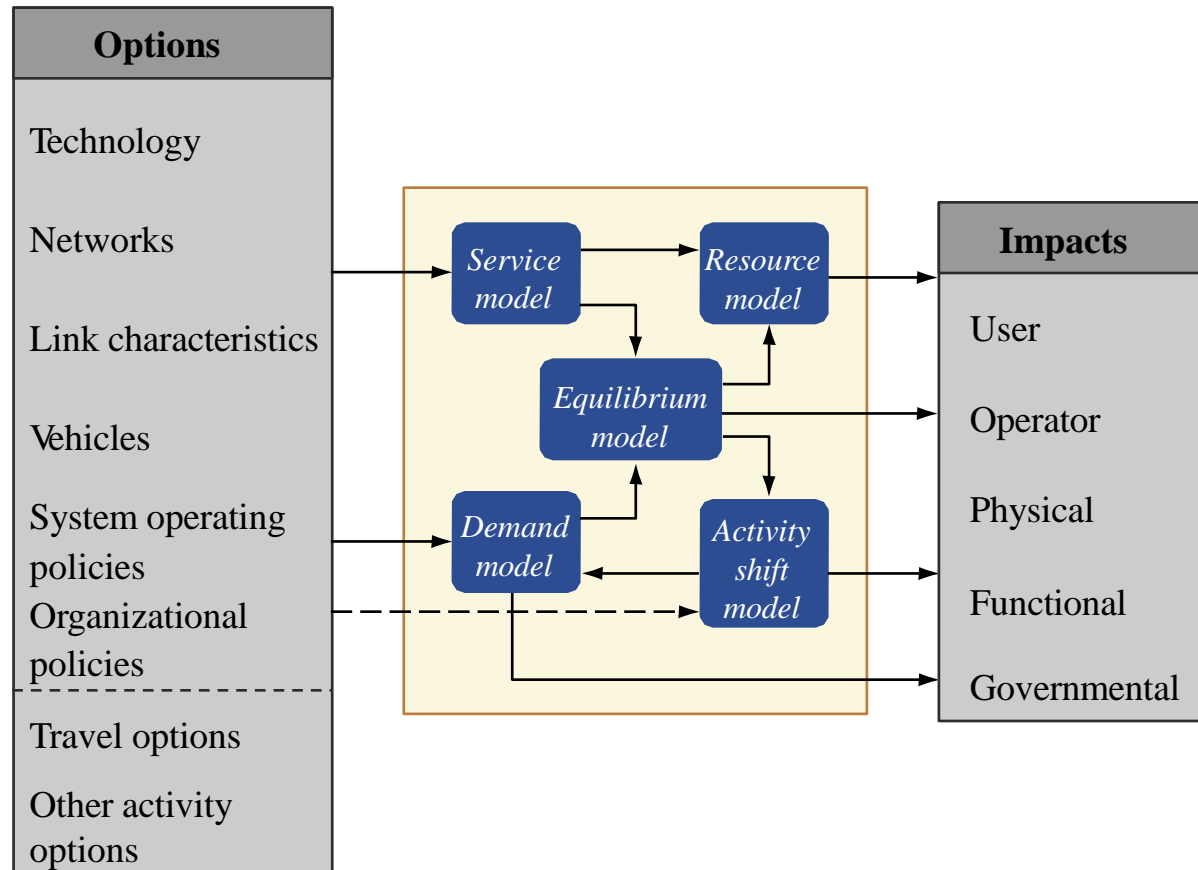 Options
Technology
Networks
Link characteristics
Vehicles
System operating
policies
Organizational
policies
Travel options
Other activity
options
Service
model
Resource
model
Equilibrium
model
Demand
model
Activity
shift
model
Impacts
User
Operator
Physical
Functional
Governmental